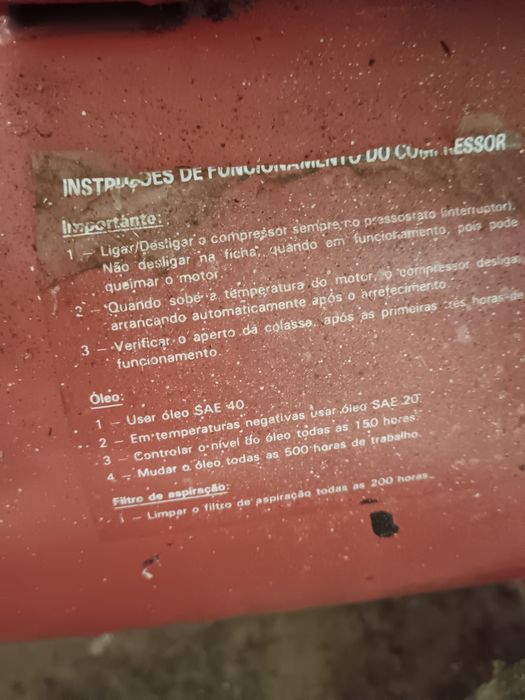 INSTRUÇÕES DE FUNCIONAMENTO DO COMPRESSOR
Importante:
1 - Ligar/Desligar o compressor sempre no pressostato (interruptor).
Não desligar na ficha, quando em funcionamento, pois pode
queimar o motor.
2 - Quando sobe a temperatura do motor, o compressor desliga,
arrancando automaticamente após o arrefecimento.
3 - Verificar o aperto da colassa, após as primeiras três horas de
funcionamento.
Óleo:
1 - Usar óleo SAE 40.
2 - Em temperaturas negativas usar óleo SAE 20.
3 - Controlar o nível do óleo todas as 150 horas.
4 - Mudar o óleo todas as 500 horas de trabalho.
Filtro de aspiração:
1 - Limpar o filtro de aspiração todas as 200 horas.